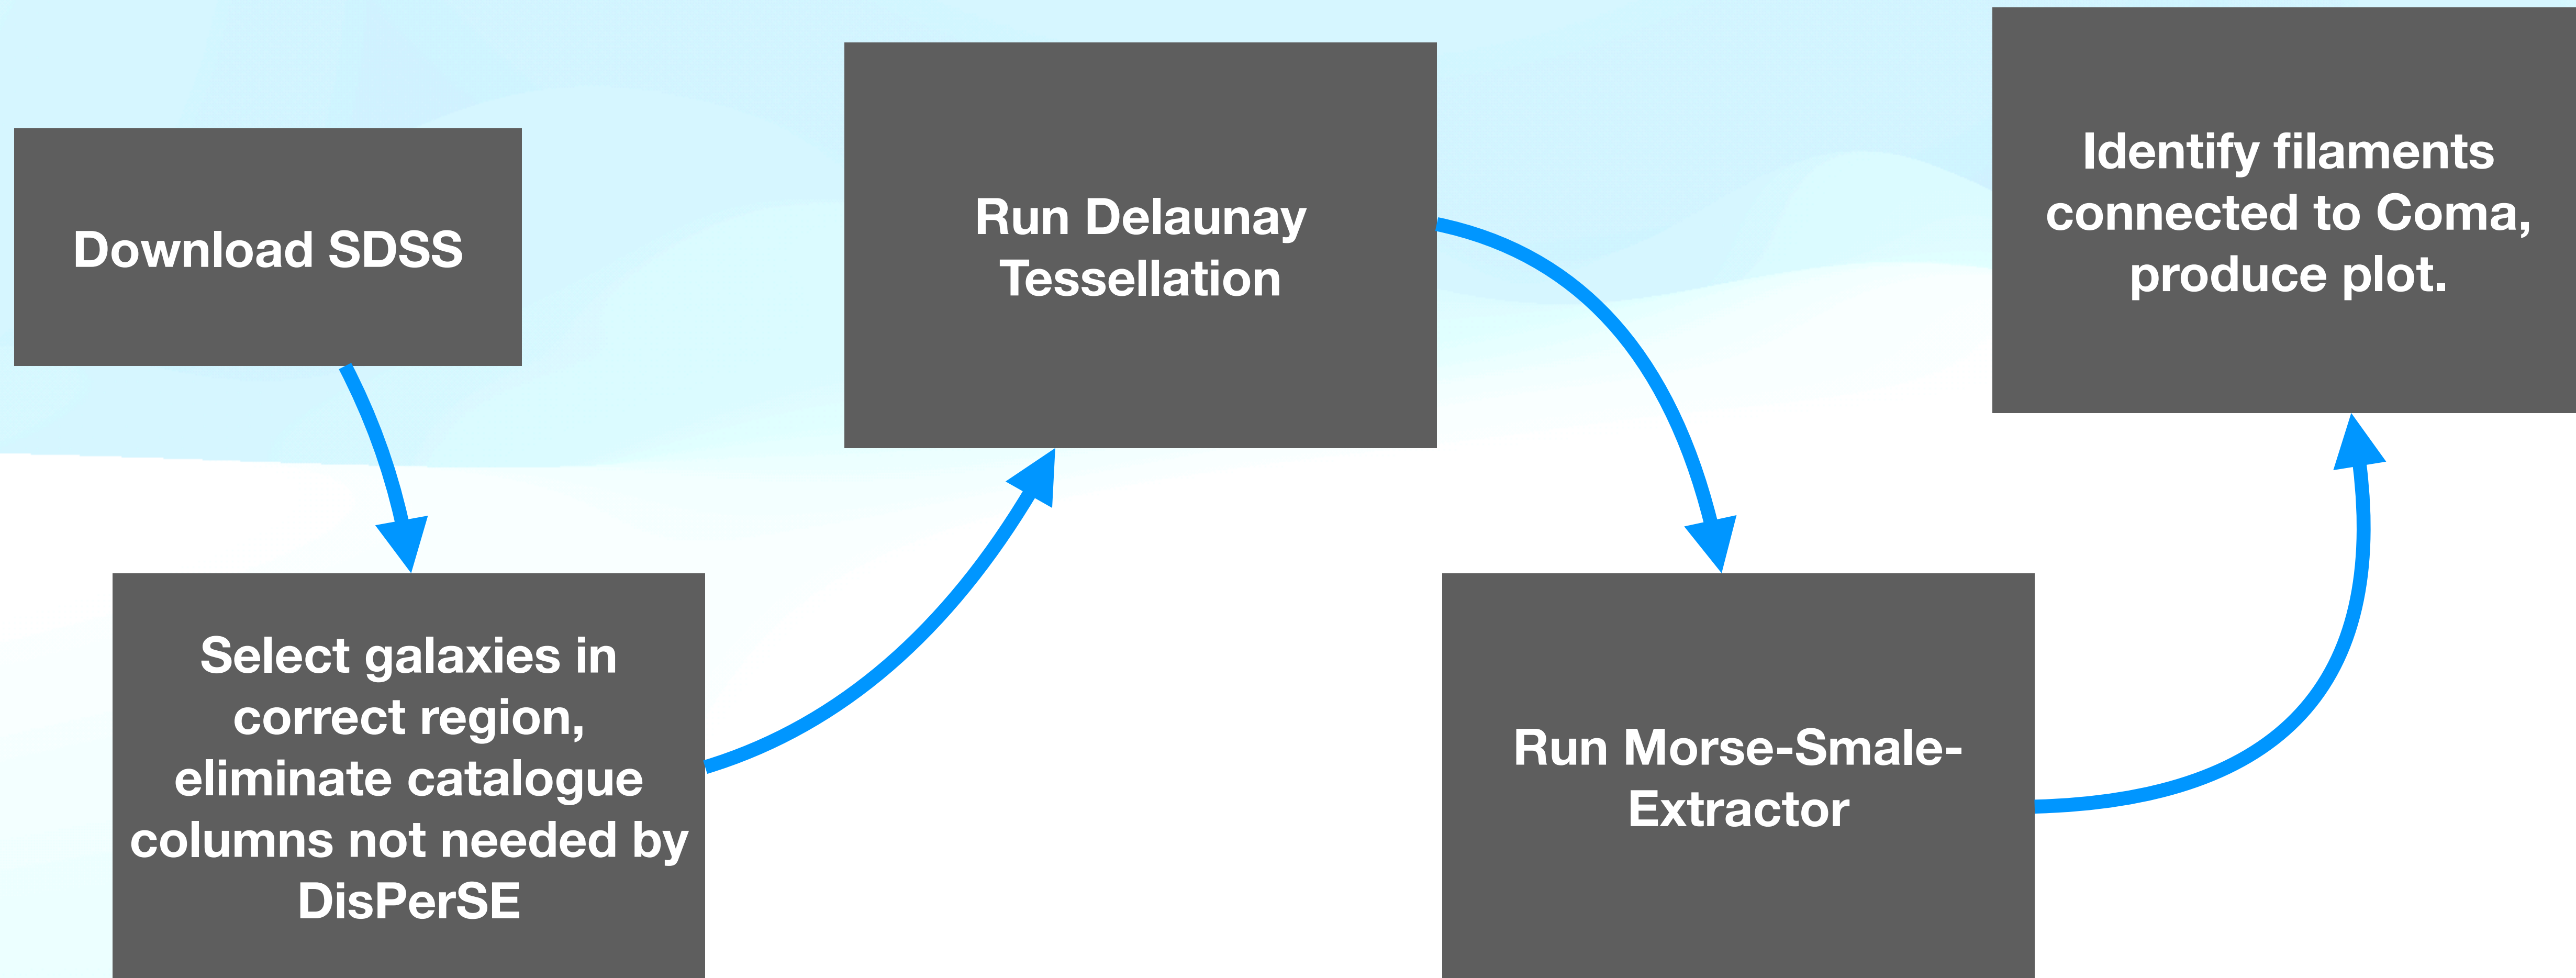 Download SDSS
Select galaxies in
correct region,
eliminate catalogue
columns not needed by
DisPerSE
Run Delaunay
Tessellation
Run Morse-Smale-
Extractor
Identify filaments
connected to Coma,
produce plot.